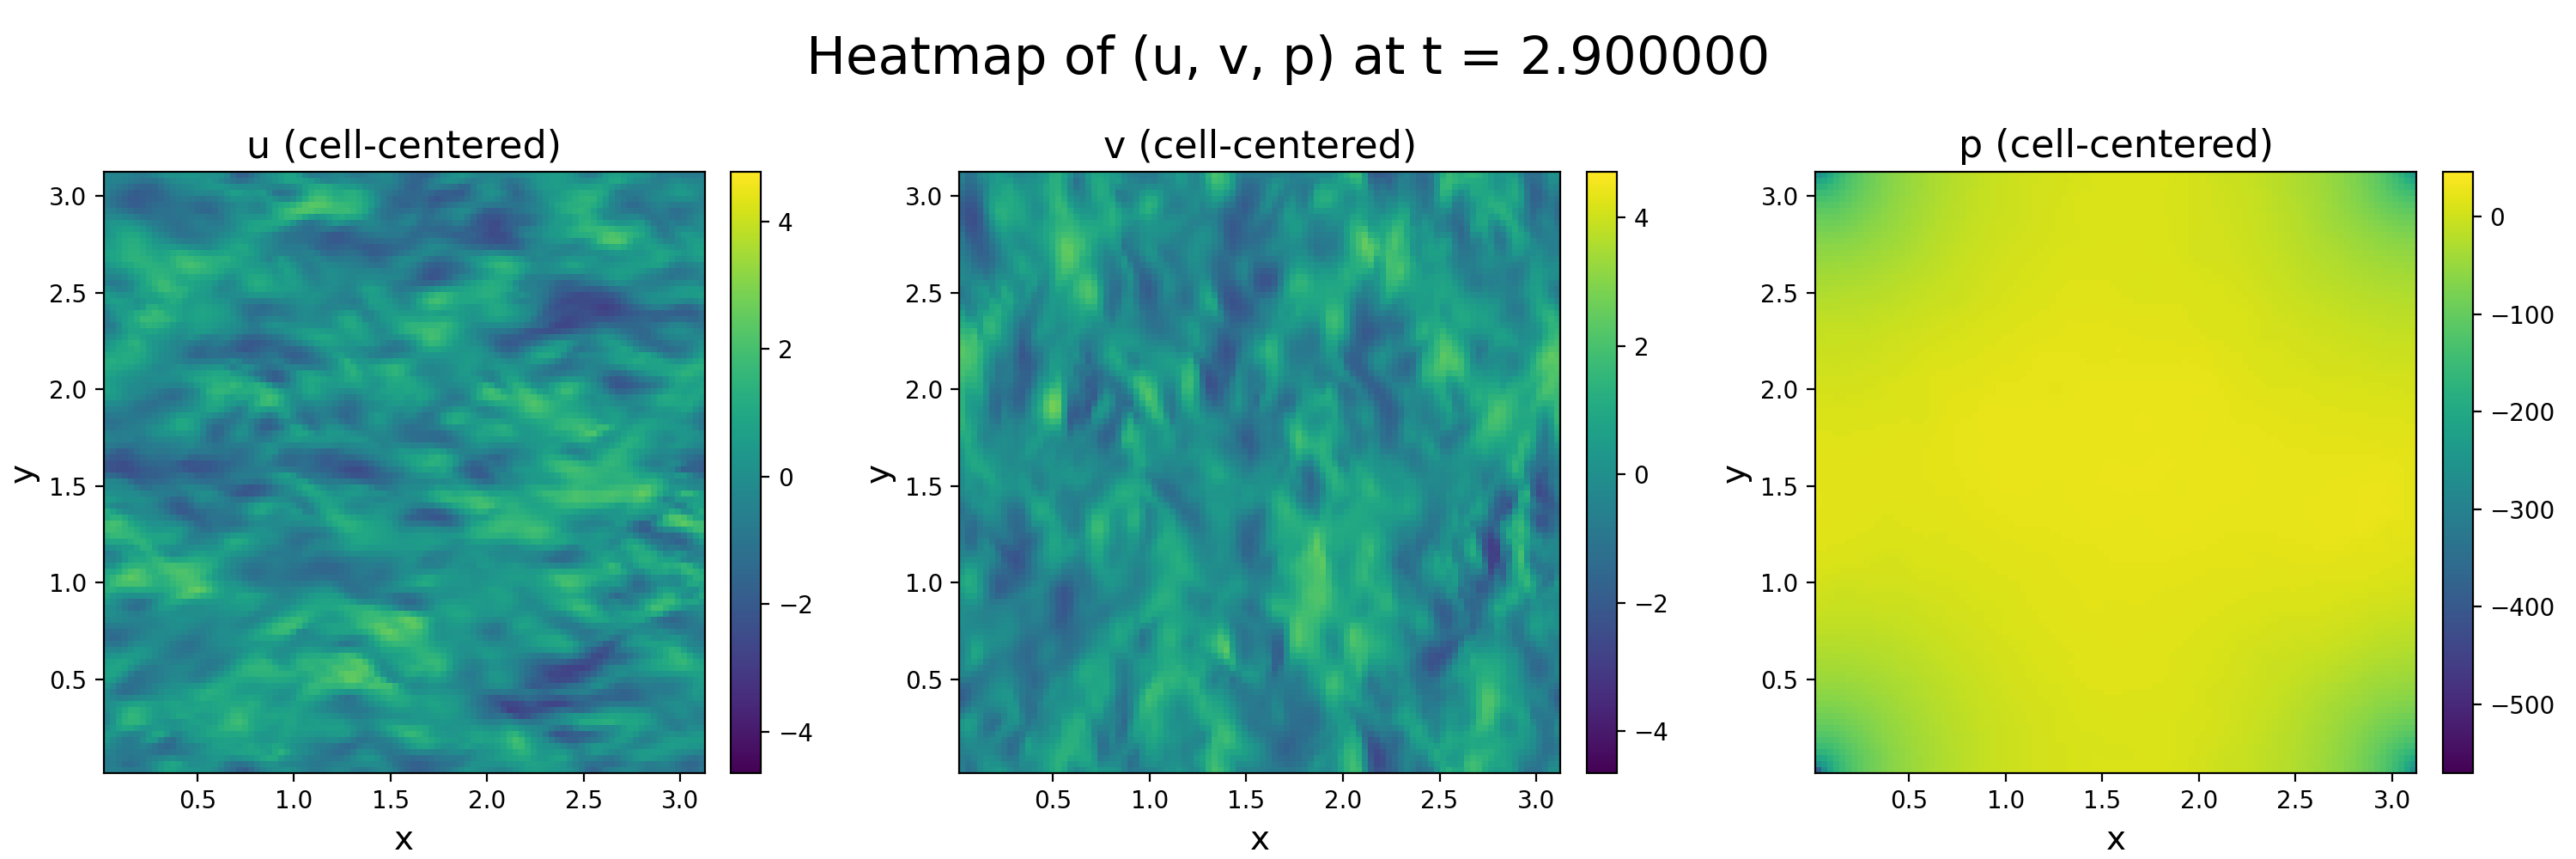 Heatmap of (u, v, p) at t = 2.900000
u (cell-centered)
3.0
2.5
2.0
1.5
1.0
0.5
y
0.5 1.0 1.5 2.0 2.5 3.0
x
4
2
0
−2
−4
v (cell-centered)
3.0
2.5
2.0
1.5
1.0
0.5
y
0.5 1.0 1.5 2.0 2.5 3.0
x
4
2
0
−2
−4
p (cell-centered)
3.0
2.5
2.0
1.5
1.0
0.5
y
0.5 1.0 1.5 2.0 2.5 3.0
x
0
−100
−200
−300
−400
−500